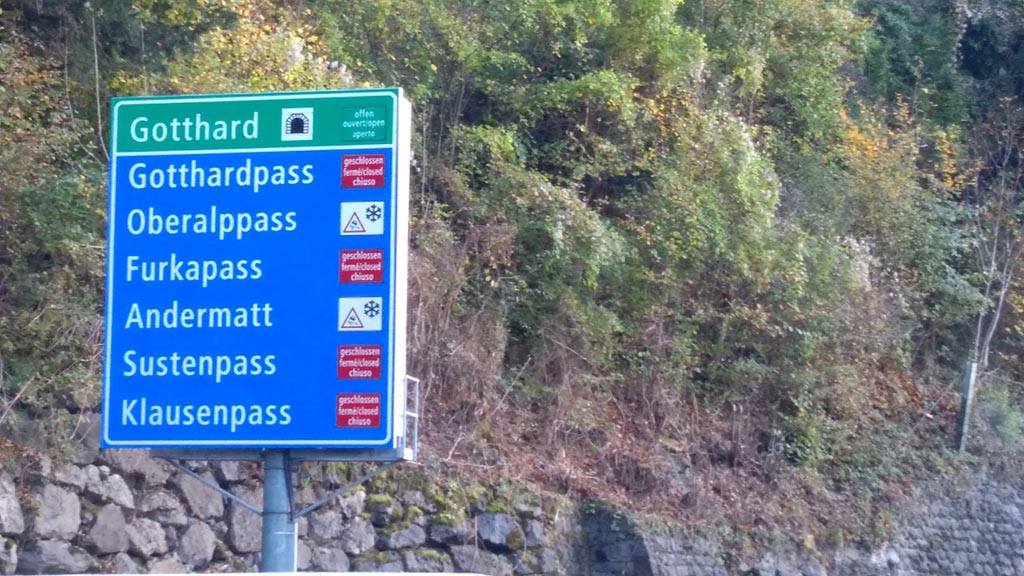 Gotthard
offen
ouvert/open
aperto
Gotthardpass
geschlossen
fermé/closed
chiuso
Oberalppass
Furkapass
geschlossen
fermé/closed
chiuso
Andermatt
Sustenpass
geschlossen
fermé/closed
chiuso
Klausenpass
geschlossen
fermé/closed
chiuso